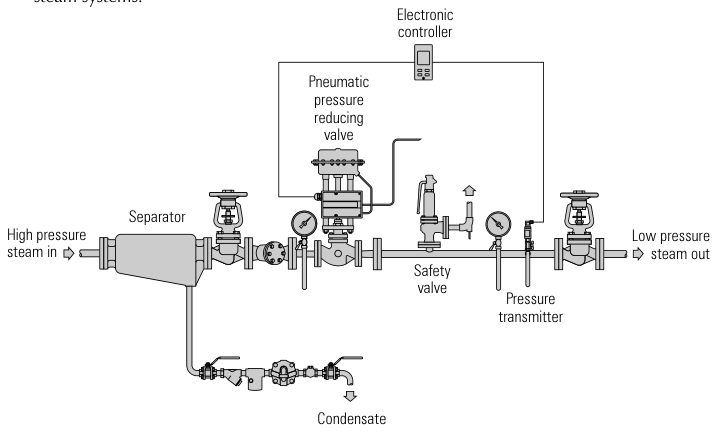 steam systems.
Electronic
controller
Pneumatic
pressure
reducing
valve
Separator
High pressure
steam in
Low pressure
steam out
Safety
valve
Pressure
transmitter
Condensate